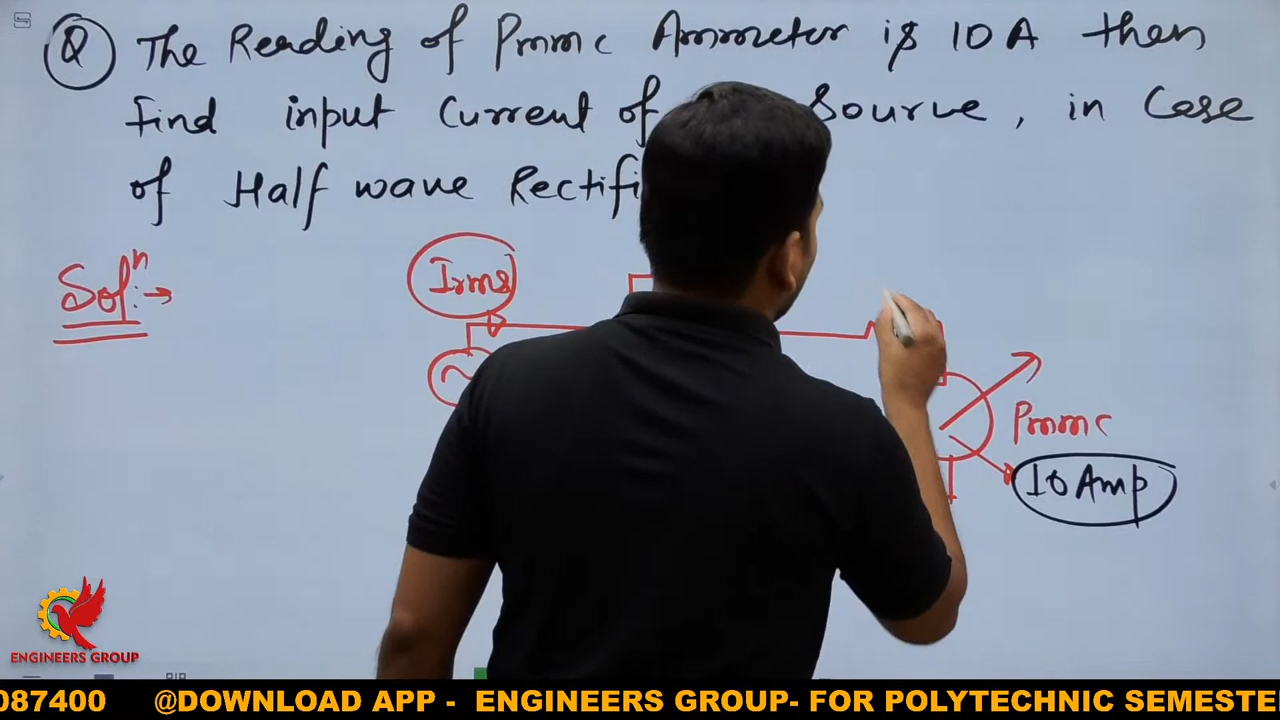 Q The Reading of Pmmc Ammeter is 10A then
find input Current of Sourve, in Case
of Half wave Rectifi
Solⁿ:→
Irms
Pmmc
10 Amp
ENGINEERS GROUP
087400 @DOWNLOAD APP - ENGINEERS GROUP- FOR POLYTECHNIC SEMESTE